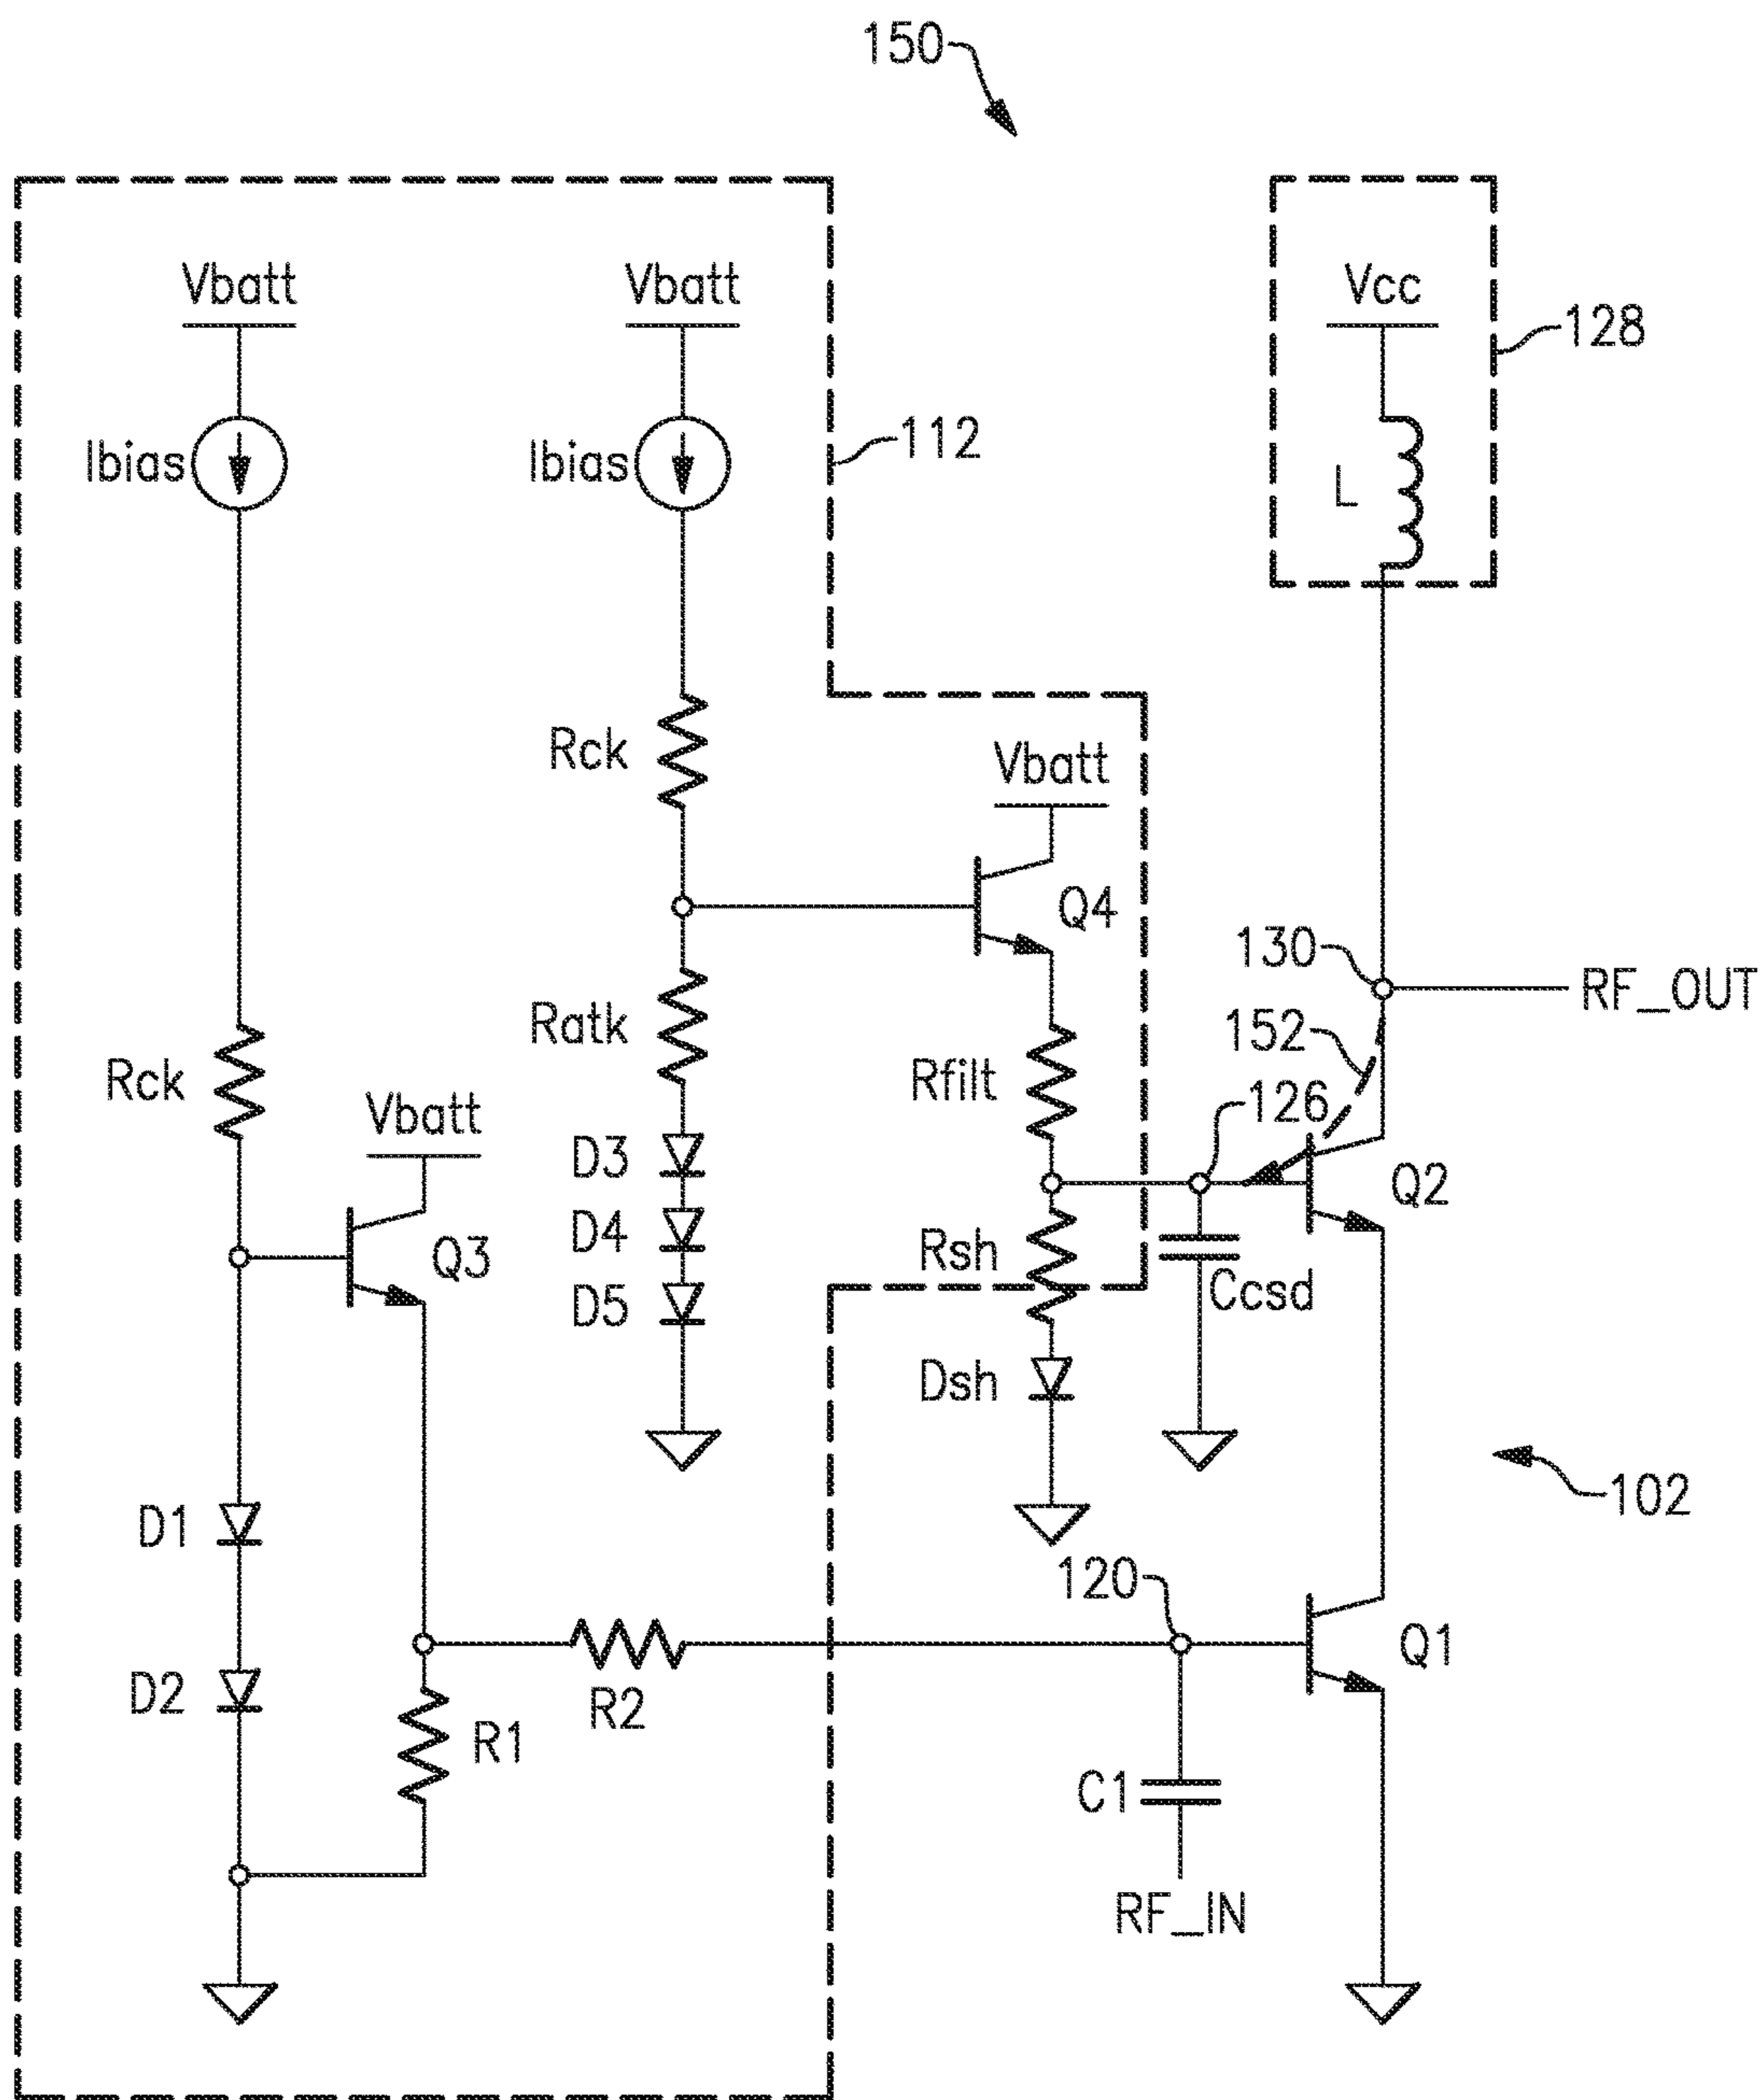 150
Vbatt
Vbatt
Vcc
128
Ibias
Ibias
112
L
Rck
Vbatt
Q4
130
RF_OUT
Ratk
152
Rck
Rfilt
126
Vbatt
D3
Q2
D4
Q3
Rsh
D5
Ccsd
Dsh
102
D1
120
Q1
D2
R2
R1
C1
RF_IN